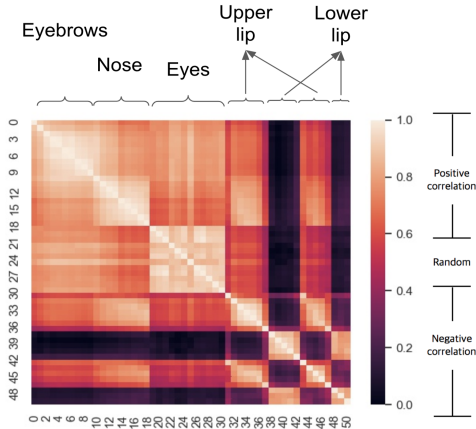 Upper
lip
Lower
lip
Eyebrows
Nose
Eyes
0
3
6
9
12
15
18
21
24
27
30
33
36
39
42
45
48
0 2 4 6 8 10 12 14 16 18 20 22 24 26 28 30 32 34 36 38 40 42 44 46 48 50
1.0
0.8
0.6
0.4
0.2
0.0
Positive
correlation
Random
Negative
correlation